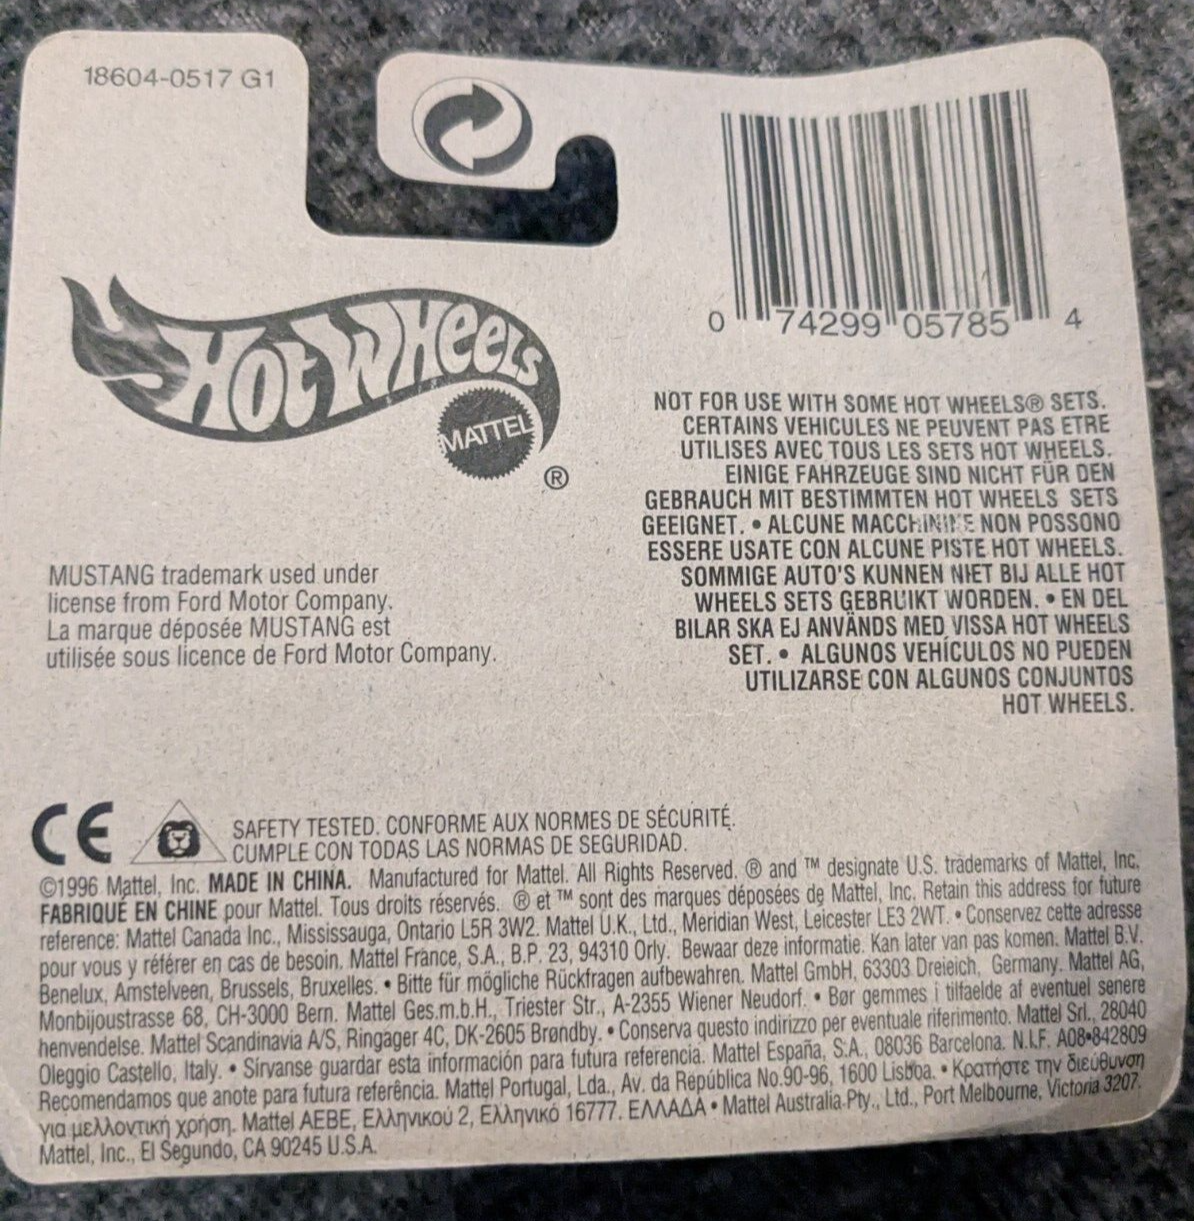 18604-0517 G1
0 74299 05785 4
HOT WHEELS
MATTEL
®
NOT FOR USE WITH SOME HOT WHEELS® SETS.
CERTAINS VEHICULES NE PEUVENT PAS ETRE
UTILISES AVEC TOUS LES SETS HOT WHEELS.
EINIGE FAHRZEUGE SIND NICHT FÜR DEN
GEBRAUCH MIT BESTIMMTEN HOT WHEELS SETS
GEEIGNET. • ALCUNE MACCHININE NON POSSONO
ESSERE USATE CON ALCUNE PISTE HOT WHEELS.
SOMMIGE AUTO'S KUNNEN NIET BIJ ALLE HOT
WHEELS SETS GEBRUIKT WORDEN. • EN DEL
BILAR SKA EJ ANVÄNDS MED VISSA HOT WHEELS
SET. • ALGUNOS VEHÍCULOS NO PUEDEN
UTILIZARSE CON ALGUNOS CONJUNTOS
HOT WHEELS.
MUSTANG trademark used under
license from Ford Motor Company.
La marque déposée MUSTANG est
utilisée sous licence de Ford Motor Company.
CE
SAFETY TESTED. CONFORME AUX NORMES DE SÉCURITÉ.
CUMPLE CON TODAS LAS NORMAS DE SEGURIDAD.
©1996 Mattel, Inc. MADE IN CHINA. Manufactured for Mattel. All Rights Reserved. ® and ™ designate U.S. trademarks of Mattel, Inc.
FABRIQUÉ EN CHINE pour Mattel. Tous droits réservés. ® et ™ sont des marques déposées de Mattel, Inc. Retain this address for future
reference: Mattel Canada Inc., Mississauga, Ontario L5R 3W2. Mattel U.K., Ltd., Meridian West, Leicester LE3 2WT. • Conservez cette adresse
pour vous y référer en cas de besoin. Mattel France, S.A., B.P. 23, 94310 Orly. Bewaar deze informatie. Kan later van pas komen. Mattel B.V.
Benelux, Amstelveen, Brussels, Bruxelles. • Bitte für mögliche Rückfragen aufbewahren. Mattel GmbH, 63303 Dreieich, Germany. Mattel AG,
Monbijoustrasse 68, CH-3000 Bern. Mattel Ges.m.b.H., Triester Str., A-2355 Wiener Neudorf. • Bør gemmes i tilfaelde af eventuel senere
henvendelse. Mattel Scandinavia A/S, Ringager 4C, DK-2605 Brøndby. • Conserva questo indirizzo per eventuale riferimento. Mattel Srl., 28040
Oleggio Castello, Italy. • Sírvanse guardar esta información para futura referencia. Mattel España, S.A., 08036 Barcelona. N.I.F. A08•842809
Recomendamos que anote para futura referência. Mattel Portugal, Lda., Av. da República No.90-96, 1600 Lisboa. • Κρατήστε την διεύθυνση
για μελλοντική χρήση. Mattel AEBE, Ελληνικού 2, Ελληνικό 16777. ΕΛΛΑΔΑ • Mattel Australia Pty., Ltd., Port Melbourne, Victoria 3207.
Mattel, Inc., El Segundo, CA 90245 U.S.A.